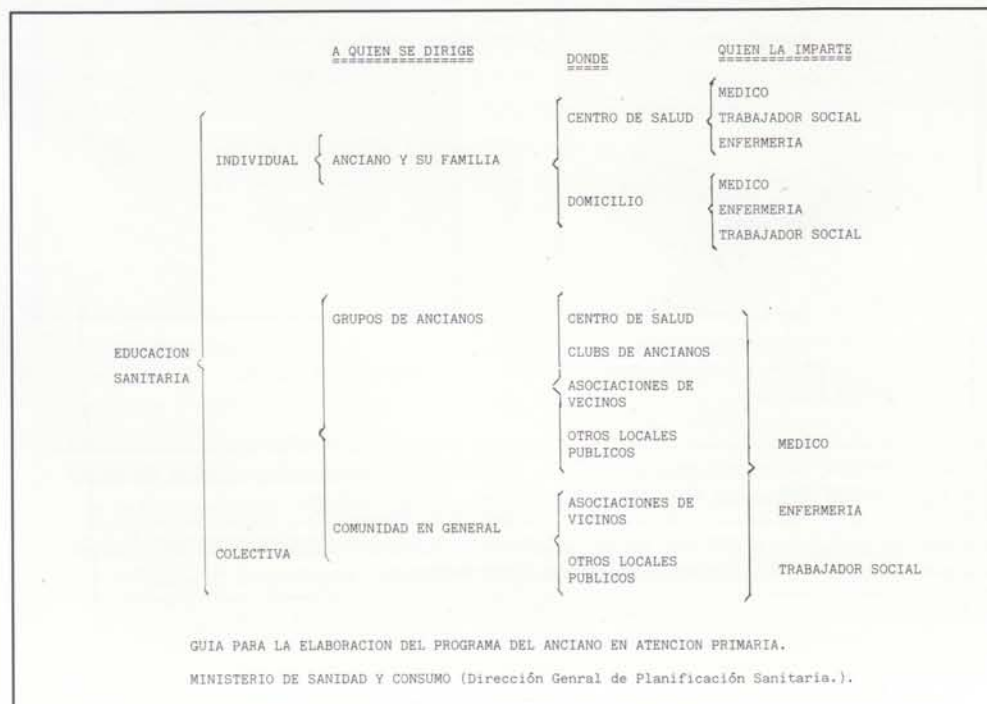 A QUIEN SE DIRIGE
DONDE
QUIEN LA IMPARTE
EDUCACION
SANITARIA
INDIVIDUAL
ANCIANO Y SU FAMILIA
CENTRO DE SALUD
MEDICO
TRABAJADOR SOCIAL
ENFERMERIA
DOMICILIO
MEDICO
ENFERMERIA
TRABAJADOR SOCIAL
COLECTIVA
GRUPOS DE ANCIANOS
CENTRO DE SALUD
CLUBS DE ANCIANOS
ASOCIACIONES DE
VECINOS
OTROS LOCALES
PUBLICOS
COMUNIDAD EN GENERAL
ASOCIACIONES DE
VICINOS
OTROS LOCALES
PUBLICOS
MEDICO
ENFERMERIA
TRABAJADOR SOCIAL
GUIA PARA LA ELABORACION DEL PROGRAMA DEL ANCIANO EN ATENCION PRIMARIA.
MINISTERIO DE SANIDAD Y CONSUMO (Dirección Genral de Planificación Sanitaria.).